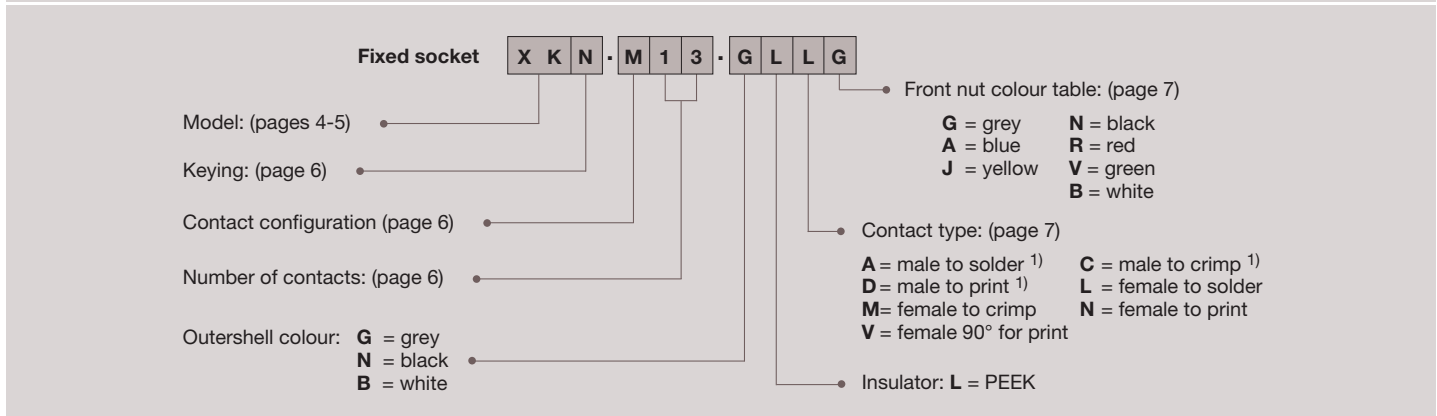 Fixed socket X K N . M 1 3 . G L L G
Model: (pages 4-5)
Keying: (page 6)
Contact configuration (page 6)
Number of contacts: (page 6)
Outershell colour: G = grey
N = black
B = white
Front nut colour table: (page 7)
G = grey N = black
A = blue R = red
J = yellow V = green
B = white
Contact type: (page 7)
A = male to solder 1) C = male to crimp 1)
D = male to print 1) L = female to solder
M= female to crimp N = female to print
V = female 90° for print
Insulator: L = PEEK